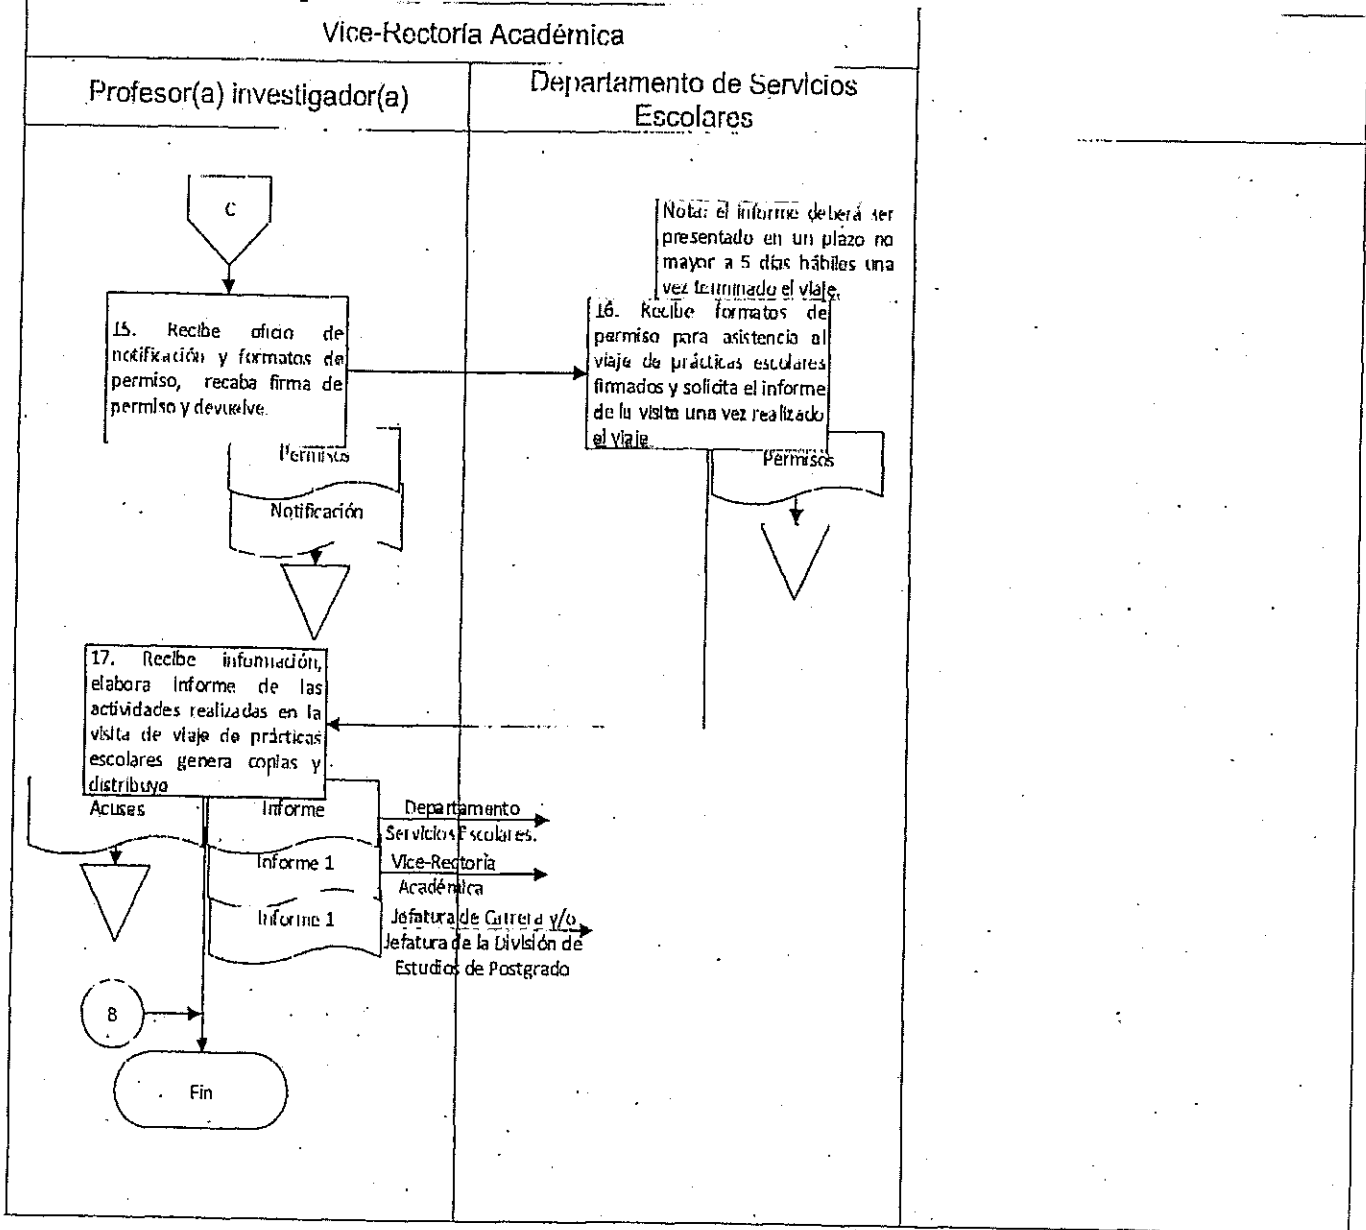 Vice-Rectoría Académica
Profesor(a) investigador(a)
Departamento de Servicios
Escolares
C
Nota: el informe deberá ser
presentado en un plazo no
mayor a 5 días hábiles una
vez terminado el viaje.
15. Recibe oficio de
notificación y formatos de
permiso, recaba firma de
permiso y devuelve.
Permisos
Notificación
16. Recibe formatos de
permiso para asistencia al
viaje de prácticas escolares
firmados y solicita el informe
de la visita una vez realizado
el viaje
Permisos
17. Recibe información,
elabora informe de las
actividades realizadas en la
visita de viaje de prácticas
escolares genera copias y
distribuye
Acuses
Informe
Departamento
Servicios Escolares.
Informe 1
Vice-Rectoría
Académica
Informe 1
Jefatura de Carrera y/o
Jefatura de la División de
Estudios de Postgrado
B
Fin